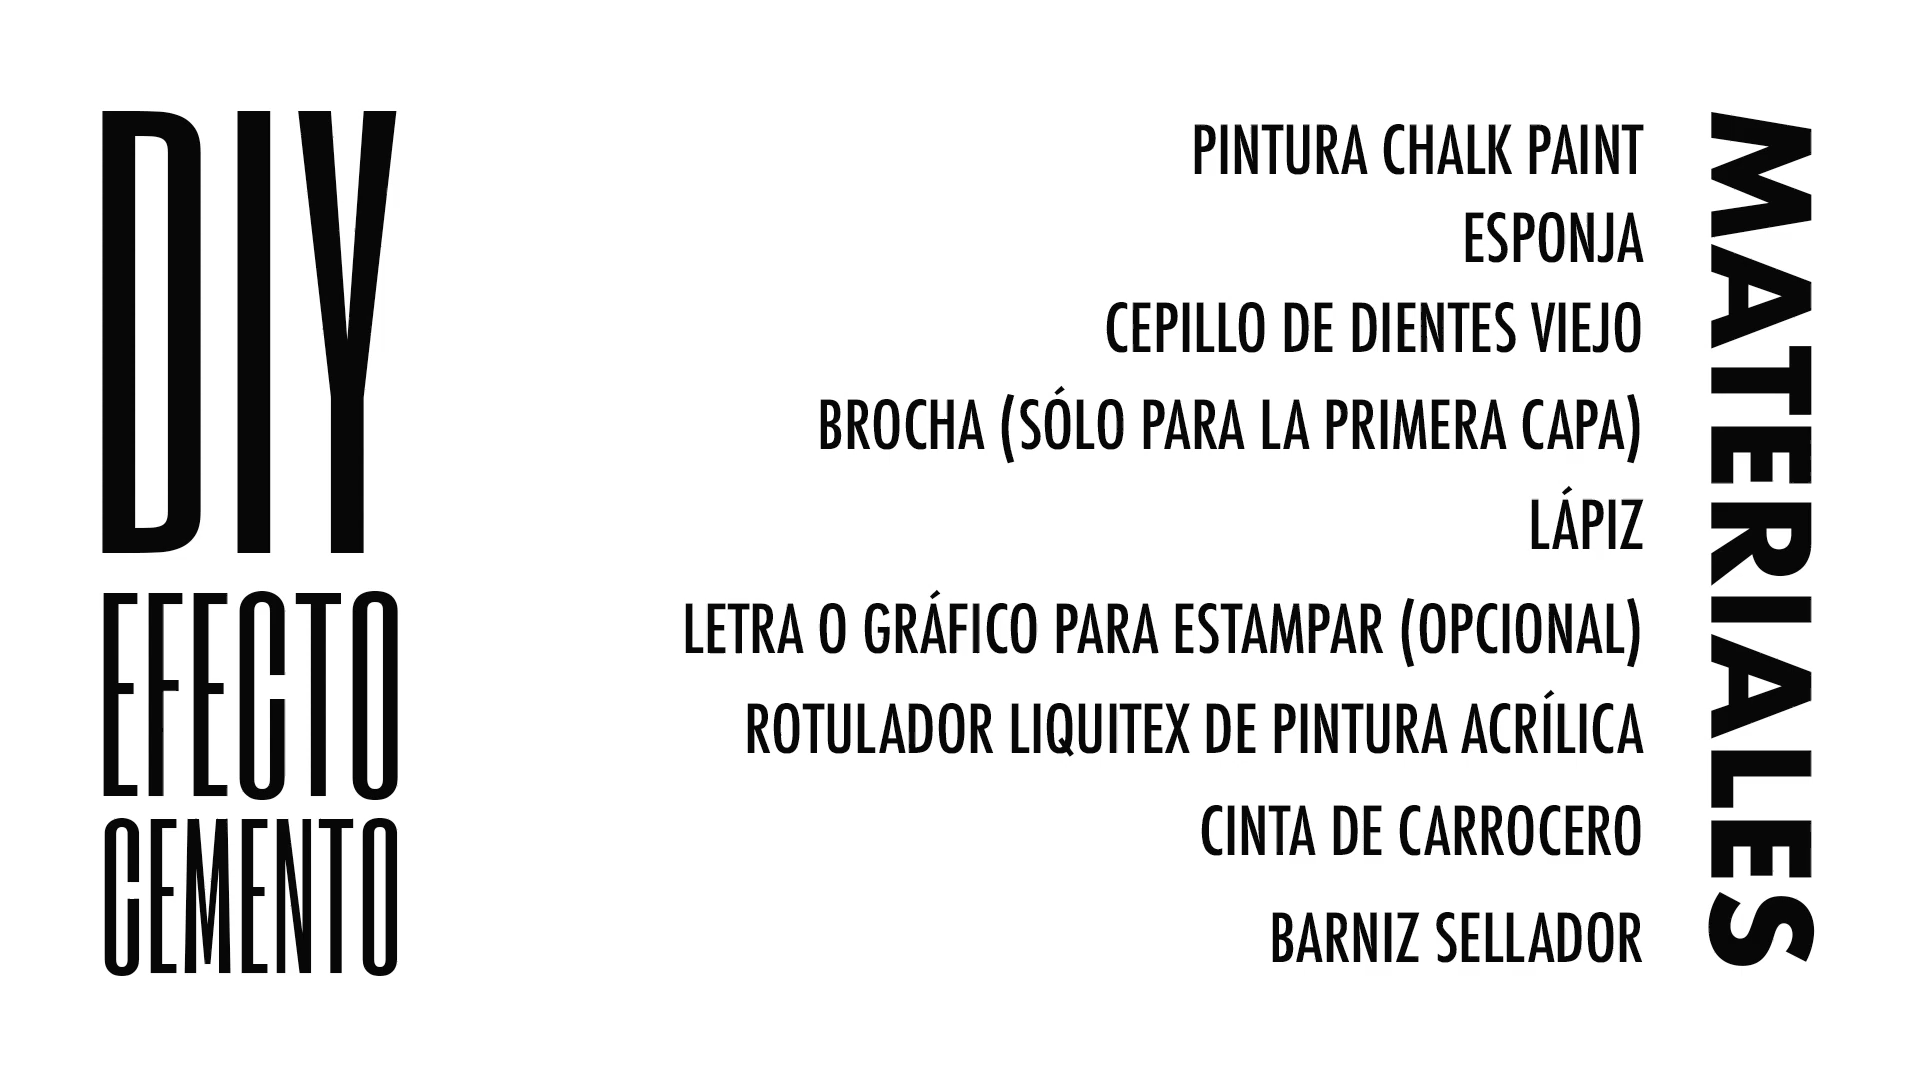 DIY
EFECTO
CEMENTO
MATERIALES
PINTURA CHALK PAINT
ESPONJA
CEPILLO DE DIENTES VIEJO
BROCHA (SÓLO PARA LA PRIMERA CAPA)
LÁPIZ
LETRA O GRÁFICO PARA ESTAMPAR (OPCIONAL)
ROTULADOR LIQUITEX DE PINTURA ACRÍLICA
CINTA DE CARROCERO
BARNIZ SELLADOR